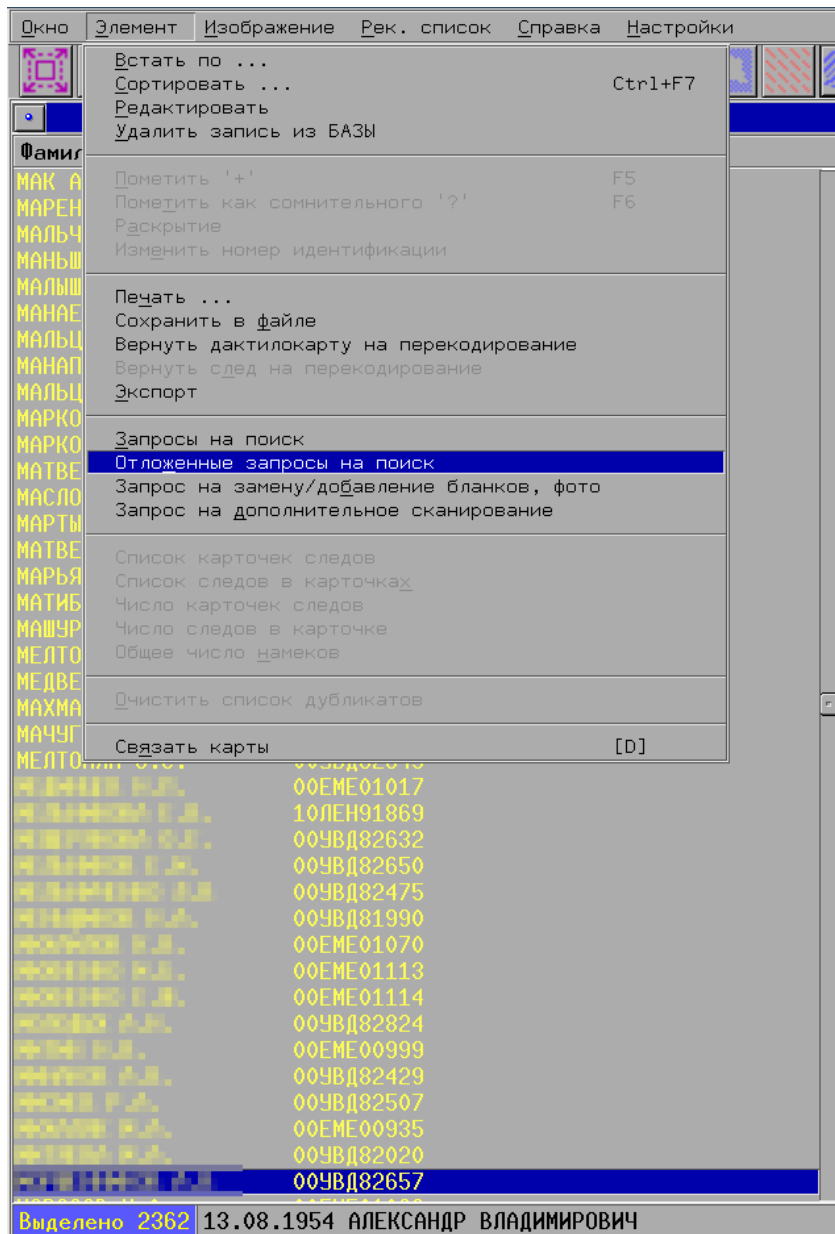 Окно Элемент Изображение Рек. список Справка Настройки
Встать по ...
Сортировать ... Ctrl+F7
Редактировать
Удалить запись из БАЗЫ
Пометить '+' F5
Пометить как сомнительного '?' F6
Раскрытие
Изменить номер идентификации
Печать ...
Сохранить в файле
Вернуть дактилокарту на перекодирование
Вернуть след на перекодирование
Экспорт
Запросы на поиск
Отложенные запросы на поиск
Запрос на замену/добавление бланков, фото
Запрос на дополнительное сканирование
Список карточек следов
Список следов в карточках
Число карточек следов
Число следов в карточке
Общее число намеков
Очистить список дубликатов
Связать карты [D]
Фамил
МАК А
МАРЕН
МАЛЬЧ
МАНЬШ
МАЛЫШ
МАНАЕ
МАЛЬЦ
МАНАП
МАЛЬЦ
МАРКО
МАРКО
МАТВЕ
МАСЛО
МАРТЫ
МАТВЕ
МАРЬЯ
МАТИБ
МАШУР
МЕЛТО
МЕДВЕ
МАХМА
МАЧУГ
00ЕМЕ01017
10ЛЕН91869
00УВД82632
00УВД82650
00УВД82475
00УВД81990
00ЕМЕ01070
00ЕМЕ01113
00ЕМЕ01114
00УВД82824
00ЕМЕ00999
00УВД82429
00УВД82507
00ЕМЕ00935
00УВД82020
00УВД82657
Выделено 2362 13.08.1954 АЛЕКСАНДР ВЛАДИМИРОВИЧ